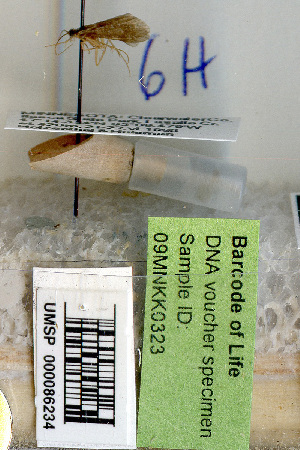 6H
Barcode of Life
DNA voucher specimen
Sample ID:
09MNKK0323
UMSP 000086234